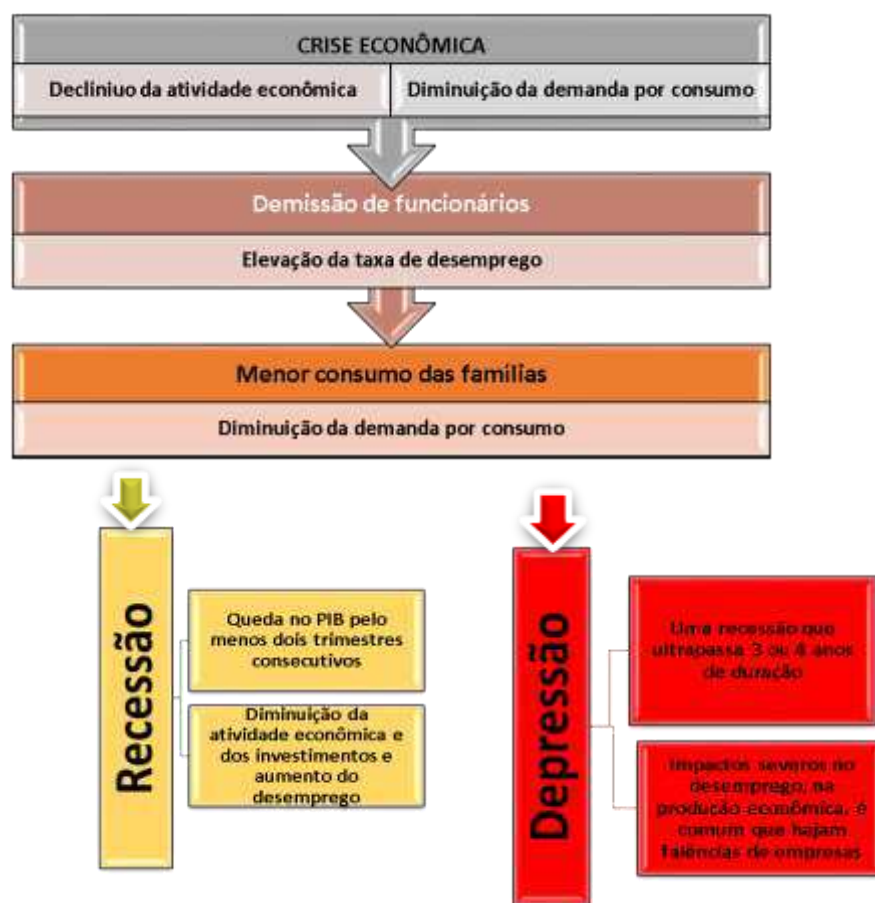 CRISE ECONÔMICA
Decliniuo da atividade econômica
Diminuição da demanda por consumo
Demissão de funcionários
Elevação da taxa de desemprego
Menor consumo das famílias
Diminuição da demanda por consumo
Recessão
Queda no PIB pelo
menos dois trimestres
consecutivos
Diminuição da
atividade econômica e
dos investimentos e
aumento do
desemprego
Depressão
Uma recessão que
ultrapassa 3 ou 4 anos
de duração
Impactos severos no
desemprego, na
produção econômica, é
comum que hajam
falências de empresas